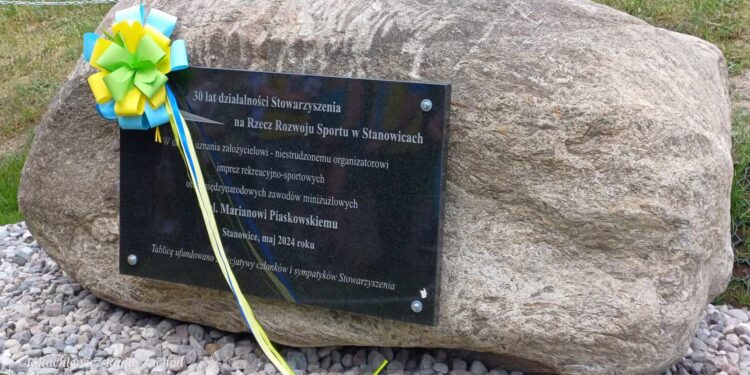 30 lat działalności Stowarzyszenia
na Rzecz Rozwoju Sportu w Stanowicach
W uznania założycielowi - niestrudzonemu organizatorowi
imprez rekreacyjno-sportowych
międzynarodowych zawodów miniżużlowych
Marianowi Piaskowskiemu
Stanowice, maj 2024 roku
Tablicę ufundowano członków i sympatyków Stowarzyszenia
Rachlewicz Radio Zachód